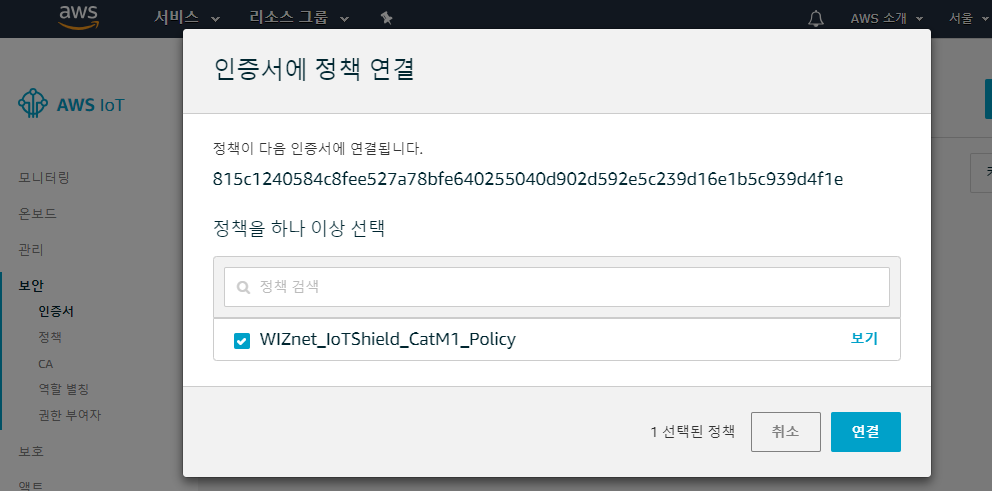 aws
서비스
리소스 그룹
AWS 소개
서울
인증서에 정책 연결
AWS IoT
정책이 다음 인증서에 연결됩니다.
815c1240584c8fee527a78bfe640255040d902d592e5c239d16e1b5c939d4f1e
모니터링
온보드
관리
보안
인증서
정책
CA
역할 별칭
권한 부여자
보호
액트
정책을 하나 이상 선택
정책 검색
WIZnet_IoTShield_CatM1_Policy
보기
1 선택된 정책
취소
연결